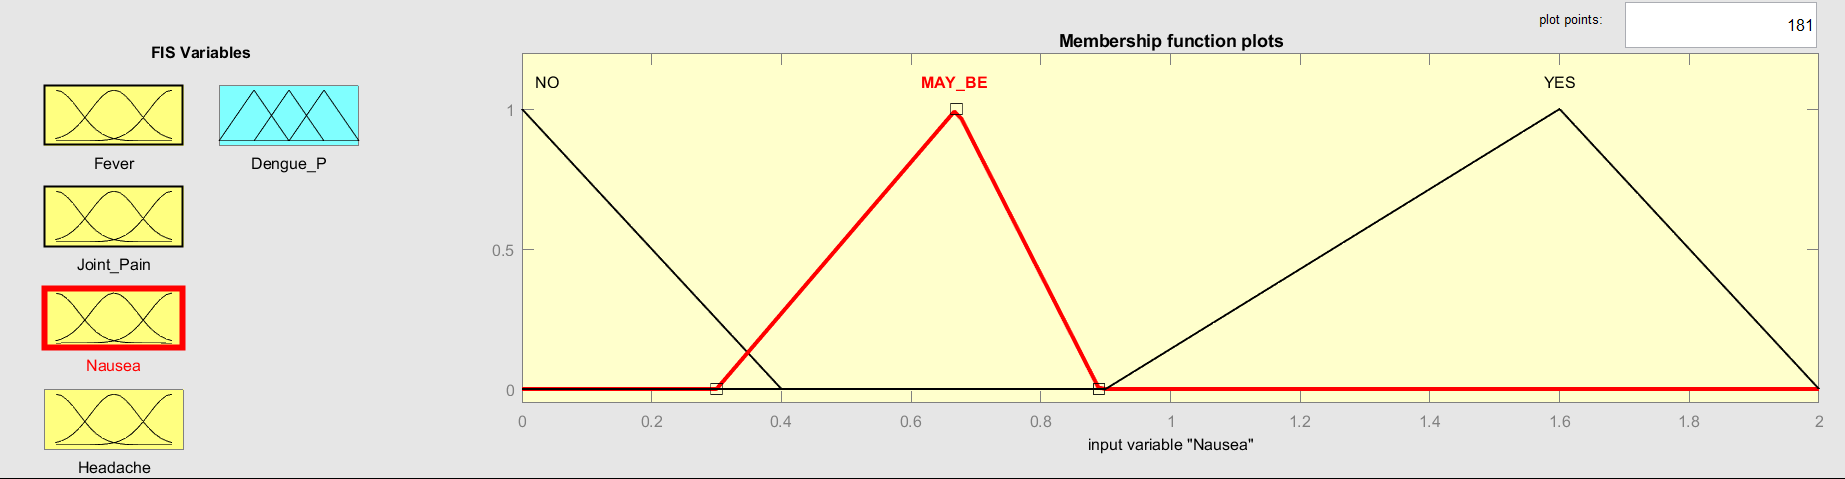 plot points:
181
FIS Variables
Membership function plots
NO
MAY_BE
YES
Fever
Dengue_P
Joint_Pain
Nausea
Headache
1
0.5
0
0 0.2 0.4 0.6 0.8 1 1.2 1.4 1.6 1.8 2
input variable "Nausea"